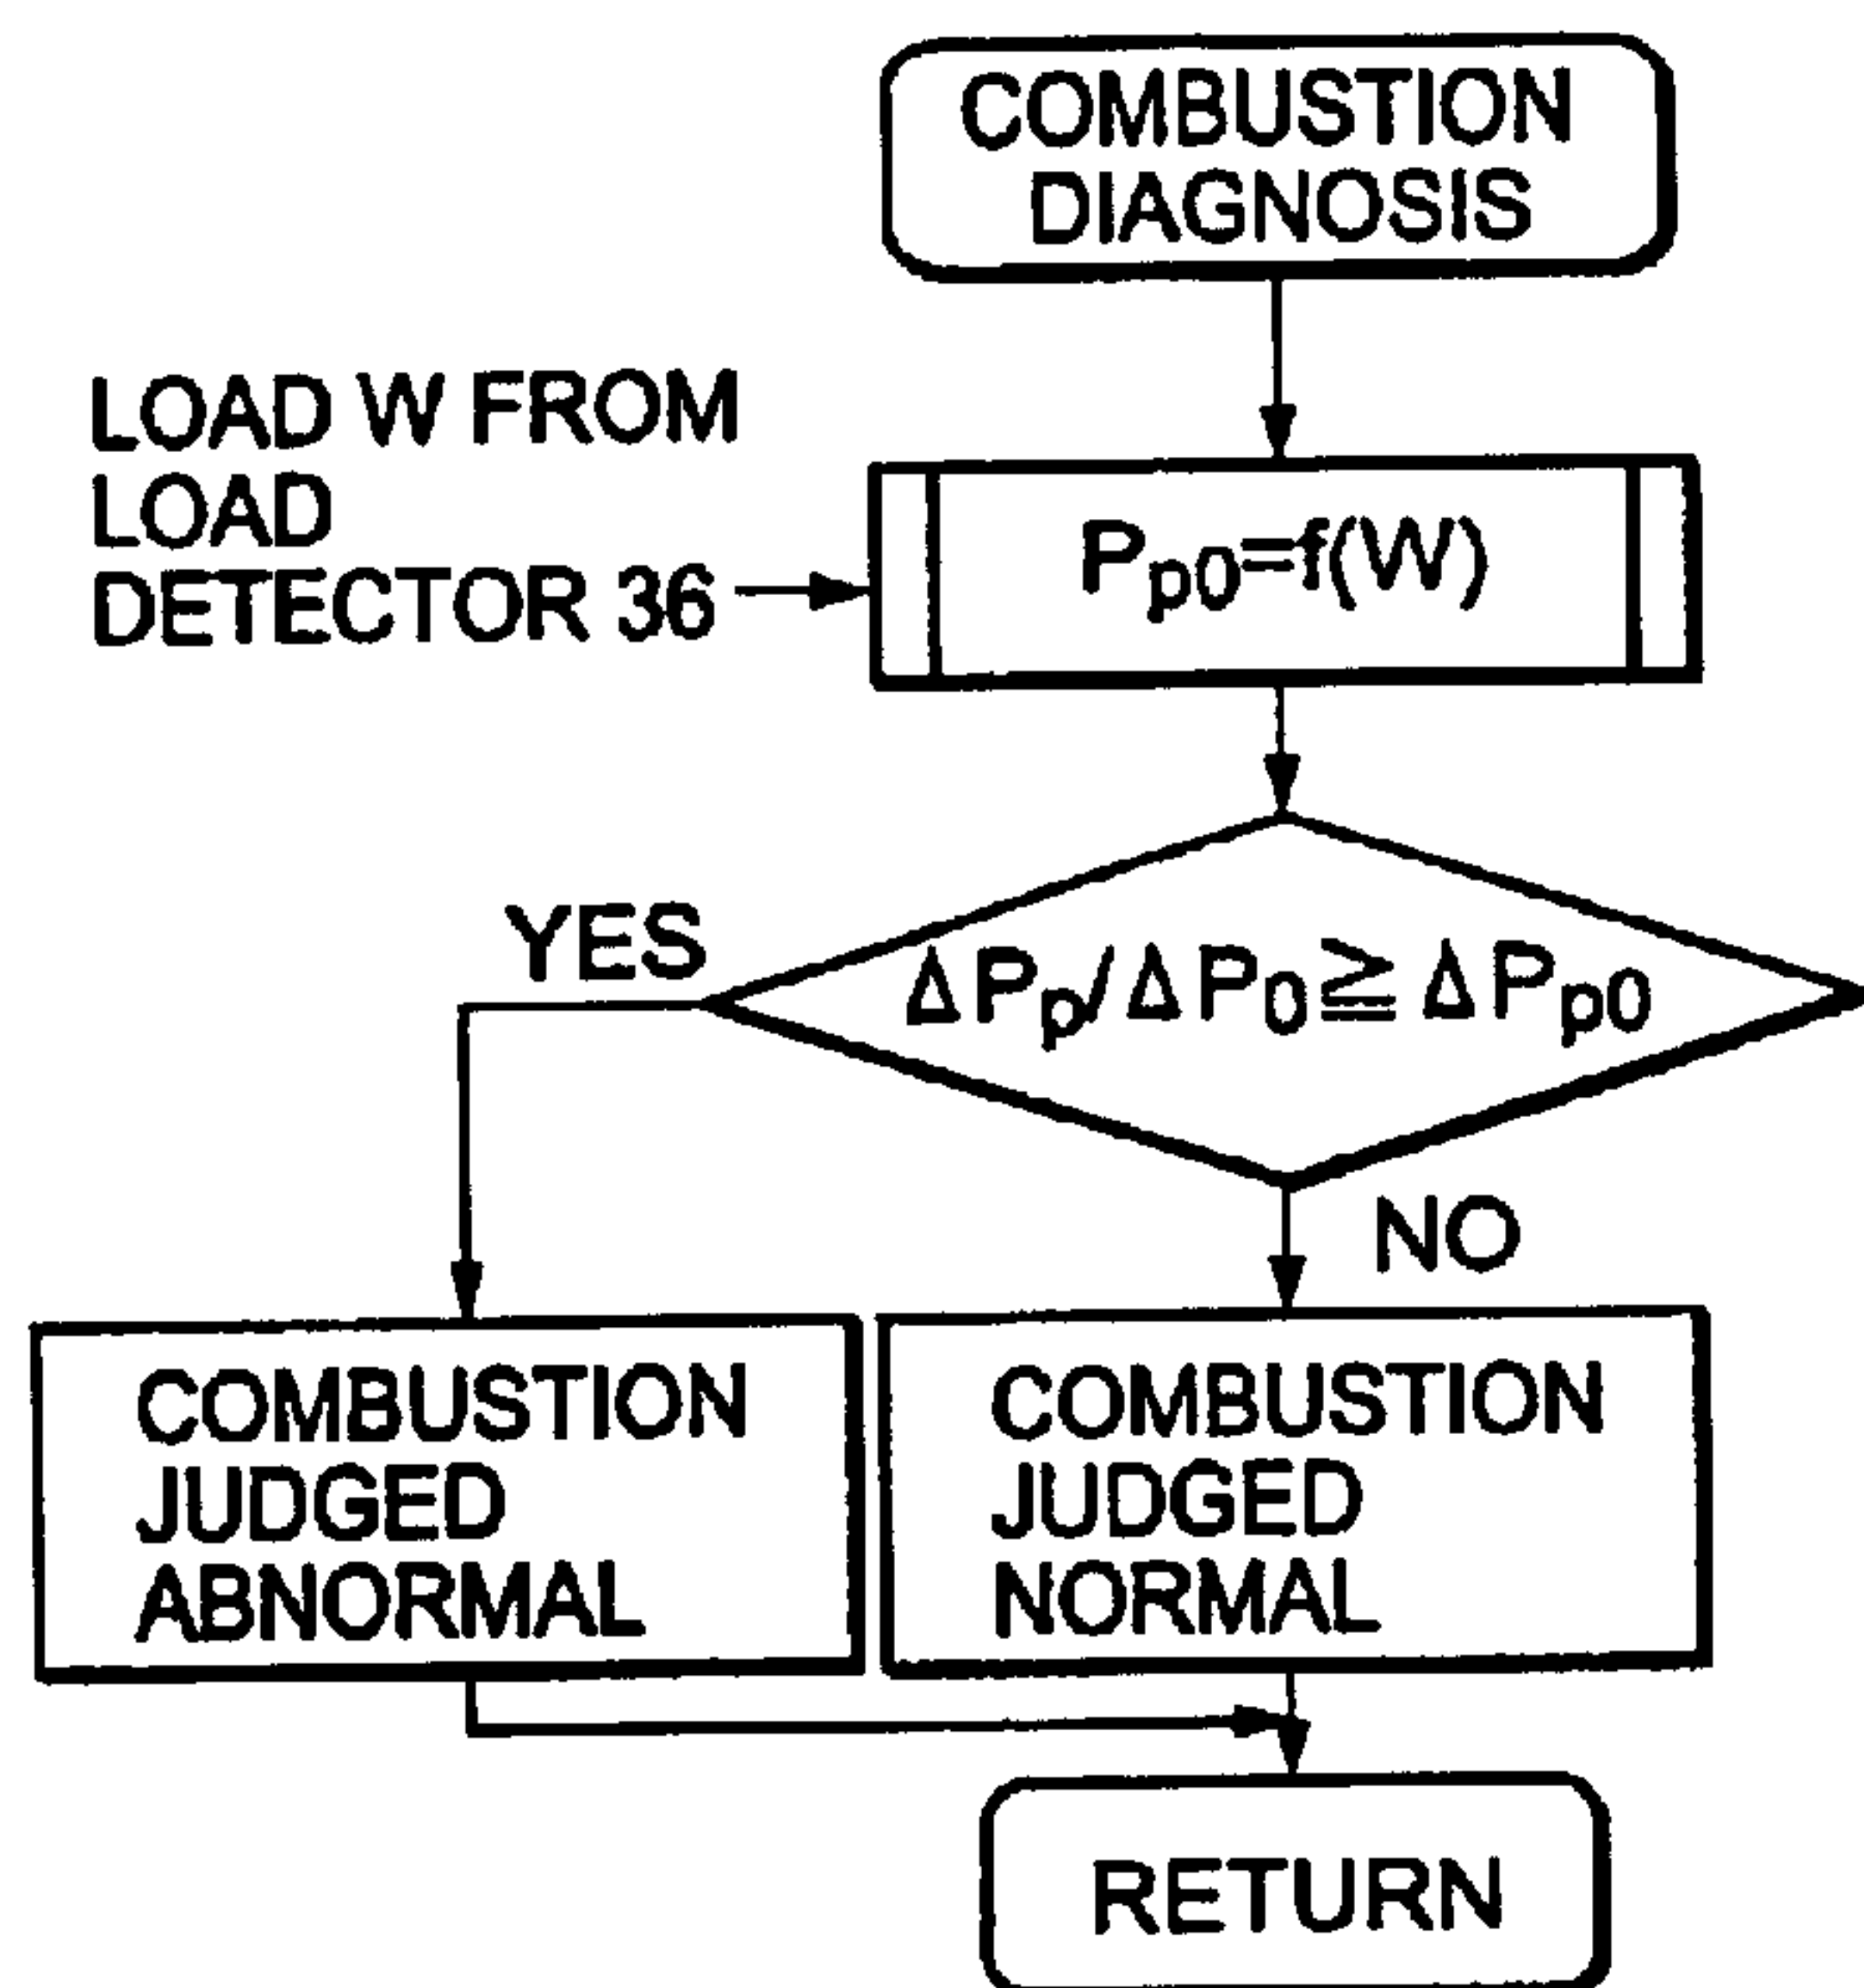 COMBUSTION
DIAGNOSIS
LOAD W FROM
LOAD
DETECTOR 36
Pp0=f(W)
YES
ΔPp/ΔP0≧ΔPp0
NO
COMBUSTION
JUDGED
ABNORMAL
COMBUSTION
JUDGED
NORMAL
RETURN